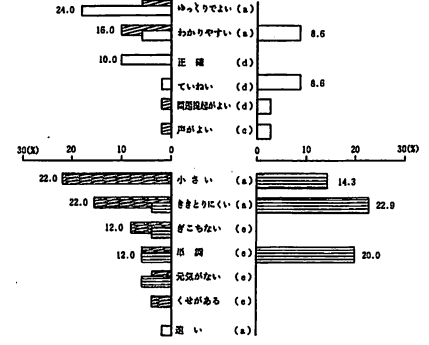 24.0 ゆっくりでよい (a)
16.0 わかりやすい (a) 8.6
10.0 正確 (d)
ていねい (d) 8.6
問題提起がよい (d)
声がよい (c)
30(%) 20 10 0 0 10 20 30(%)
22.0 小さい (a) 14.3
22.0 ききとりにくい (a) 22.9
12.0 ぎこちない (e)
12.0 単調 (e) 20.0
元気がない (e)
くせがある (e)
速い (a)